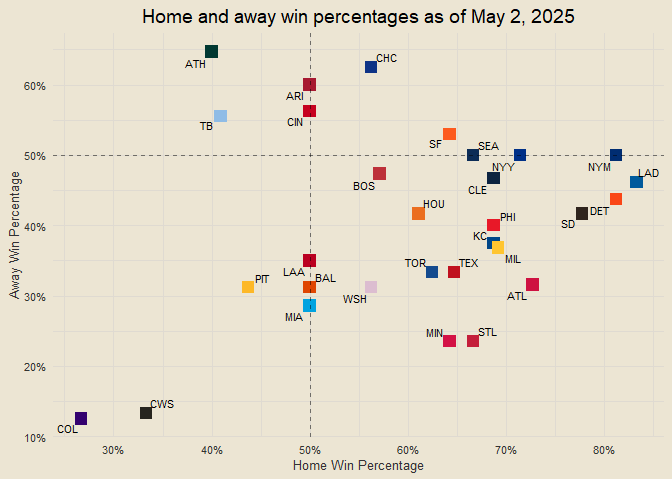 Home and away win percentages as of May 2, 2025
Away Win Percentage
60%
50%
40%
30%
20%
10%
ATH
CHC
ARI
TB
CIN
SF
SEA
NYY
NYM
LAD
BOS
CLE
HOU
PHI
SD
DET
KC
MIL
TOR
TEX
LAA
BAL
PIT
WSH
ATL
MIA
MIN
STL
CWS
COL
30%
40%
50%
60%
70%
80%
Home Win Percentage